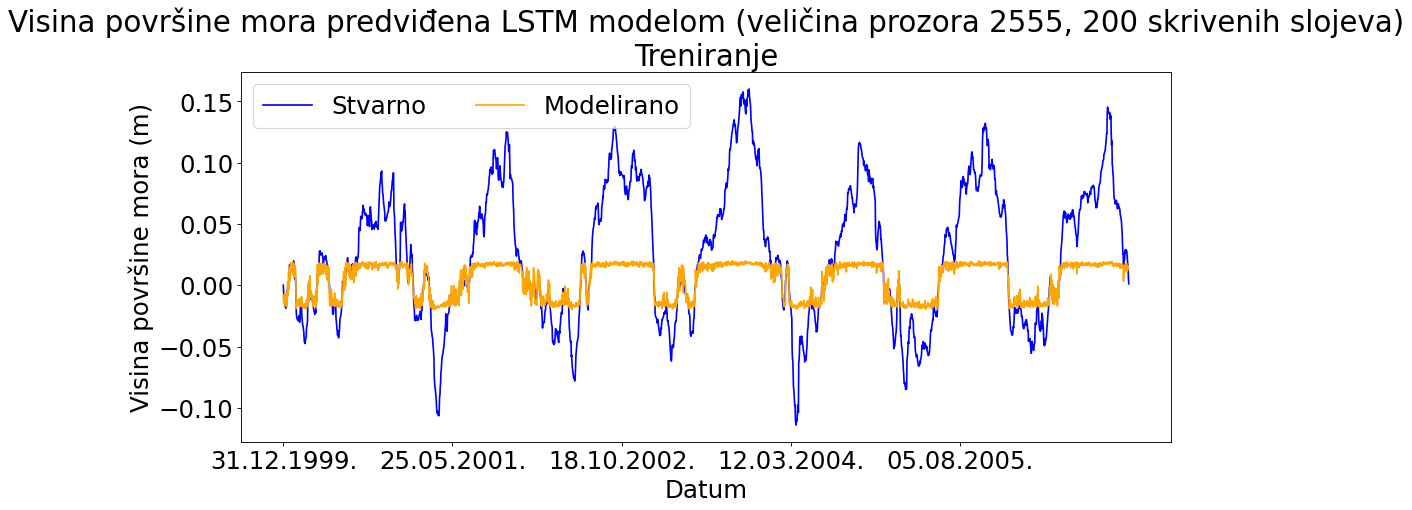 Visina površine mora predviđena LSTM modelom (veličina prozora 2555, 200 skrivenih slojeva)
Treniranje
Stvarno Modelirano
Visina površine mora (m)
0.15
0.10
0.05
0.00
−0.05
−0.10
31.12.1999. 25.05.2001. 18.10.2002. 12.03.2004. 05.08.2005.
Datum